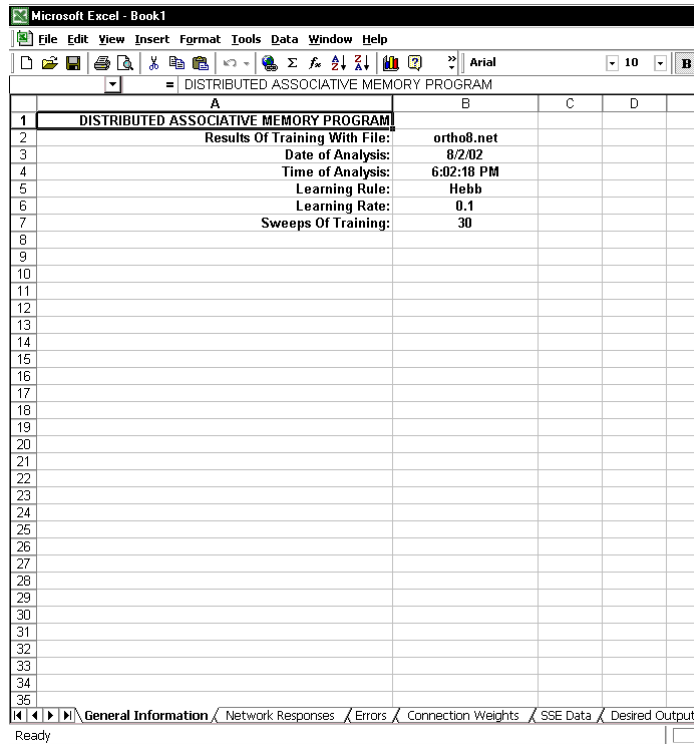 Microsoft Excel - Book1
File Edit View Insert Format Tools Data Window Help
Arial 10 B
= DISTRIBUTED ASSOCIATIVE MEMORY PROGRAM
A B C D
1 DISTRIBUTED ASSOCIATIVE MEMORY PROGRAM
2 Results Of Training With File: ortho8.net
3 Date of Analysis: 8/2/02
4 Time of Analysis: 6:02:18 PM
5 Learning Rule: Hebb
6 Learning Rate: 0.1
7 Sweeps Of Training: 30
8
9
10
11
12
13
14
15
16
17
18
19
20
21
22
23
24
25
26
27
28
29
30
31
32
33
34
35
General Information Network Responses Errors Connection Weights SSE Data Desired Output
Ready